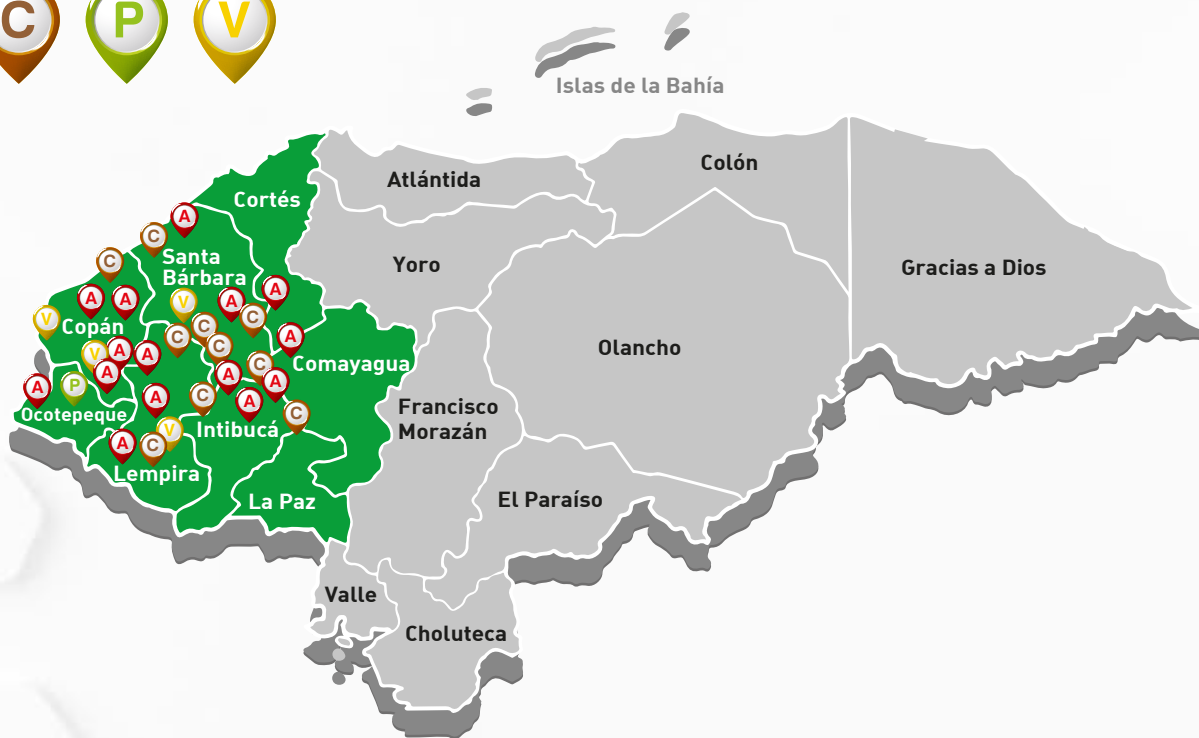 C P V
Islas de la Bahía
Colón
Atlántida
Cortés
A
C
Santa
Bárbara
C
Yoro
Gracias a Dios
A
V
A
A
V
A
C
V
Copán
C
A
C
C
Olancho
V
A
A
Comayagua
C
A
A
A
A
P
C
A
A
Francisco
Morazán
Ocotepeque
C
V
Intibucá
A
C
Lempira
El Paraíso
La Paz
Valle
Choluteca